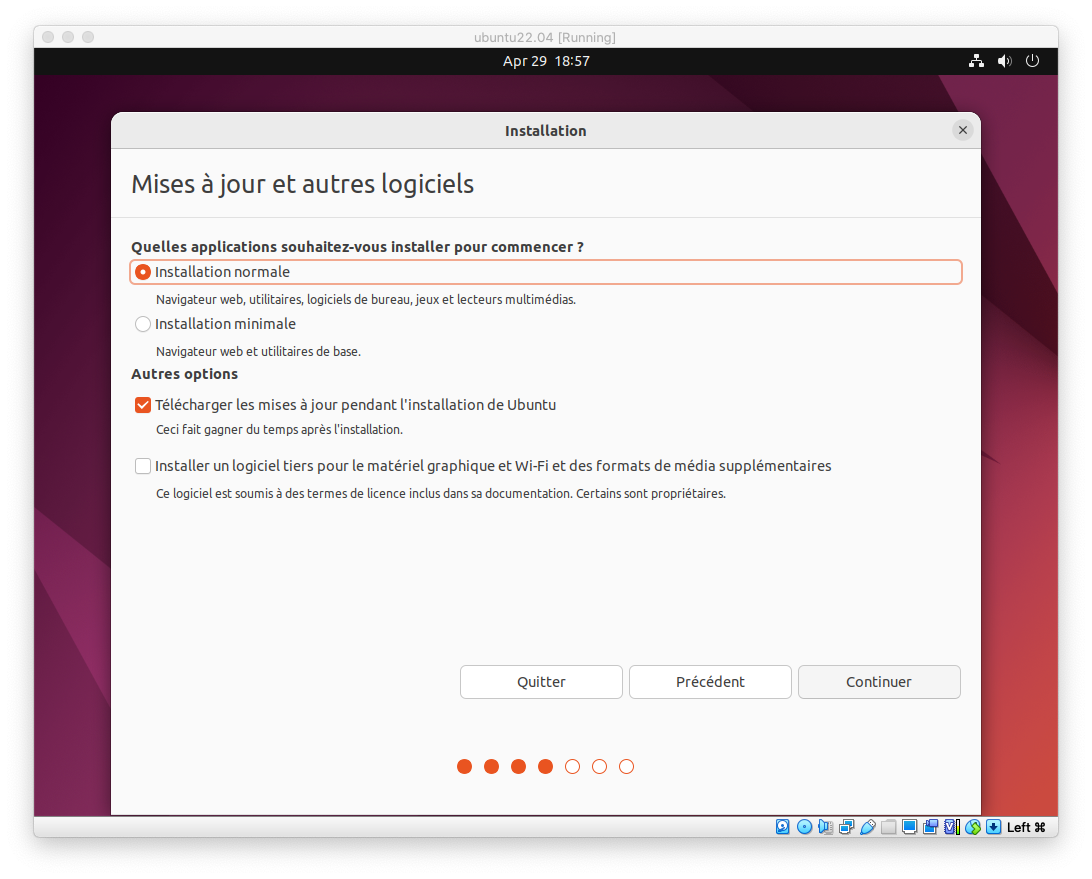 ubuntu22.04 [Running]
Apr 29 18:57
Installation
Mises à jour et autres logiciels
Quelles applications souhaitez-vous installer pour commencer ?
Installation normale
Navigateur web, utilitaires, logiciels de bureau, jeux et lecteurs multimédias.
Installation minimale
Navigateur web et utilitaires de base.
Autres options
Télécharger les mises à jour pendant l'installation de Ubuntu
Ceci fait gagner du temps après l'installation.
Installer un logiciel tiers pour le matériel graphique et Wi-Fi et des formats de média supplémentaires
Ce logiciel est soumis à des termes de licence inclus dans sa documentation. Certains sont propriétaires.
Quitter Précédent Continuer
Left ⌘